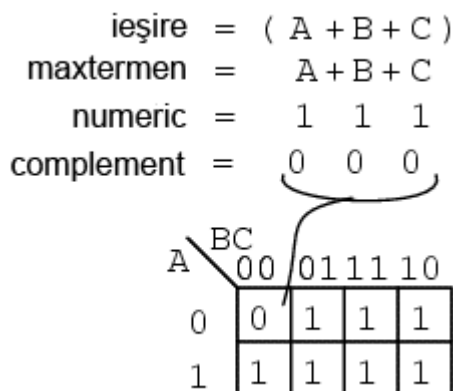 ieşire = ( A + B + C )
maxtermen = A + B + C
numeric = 1 1 1
complement = 0 0 0
BC
A 00 01 11 10
0 0 1 1 1
1 1 1 1 1